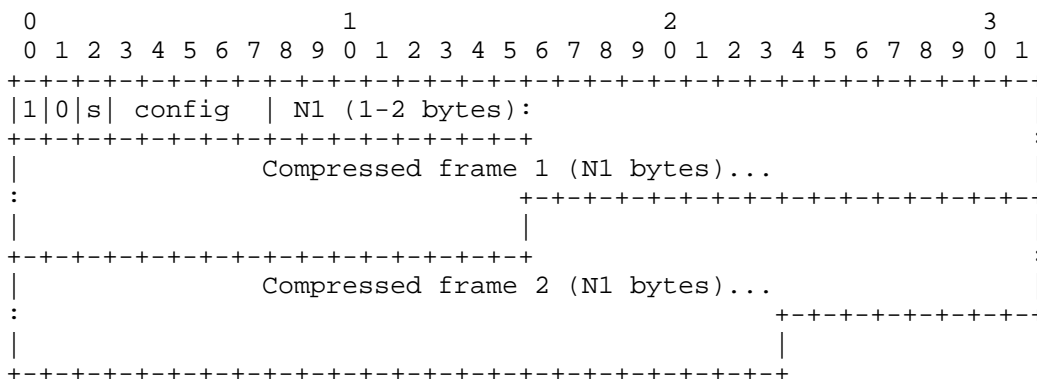 0                   1                   2                   3
 0 1 2 3 4 5 6 7 8 9 0 1 2 3 4 5 6 7 8 9 0 1 2 3 4 5 6 7 8 9 0 1
+-+-+-+-+-+-+-+-+-+-+-+-+-+-+-+-+-+-+-+-+-+-+-+-+-+-+-+-+-+-+-+-
|1|0|s| config  | N1 (1-2 bytes):                               |
+-+-+-+-+-+-+-+-+-+-+-+-+-+-+-+-+                               :
|               Compressed frame 1 (N1 bytes)...                |
:                               +-+-+-+-+-+-+-+-+-+-+-+-+-+-+-+-
|                               |                               |
+-+-+-+-+-+-+-+-+-+-+-+-+-+-+-+-+                               :
|               Compressed frame 2 (N1 bytes)...                |
:                                               +-+-+-+-+-+-+-+-
|                                               |
+-+-+-+-+-+-+-+-+-+-+-+-+-+-+-+-+-+-+-+-+-+-+-+-+